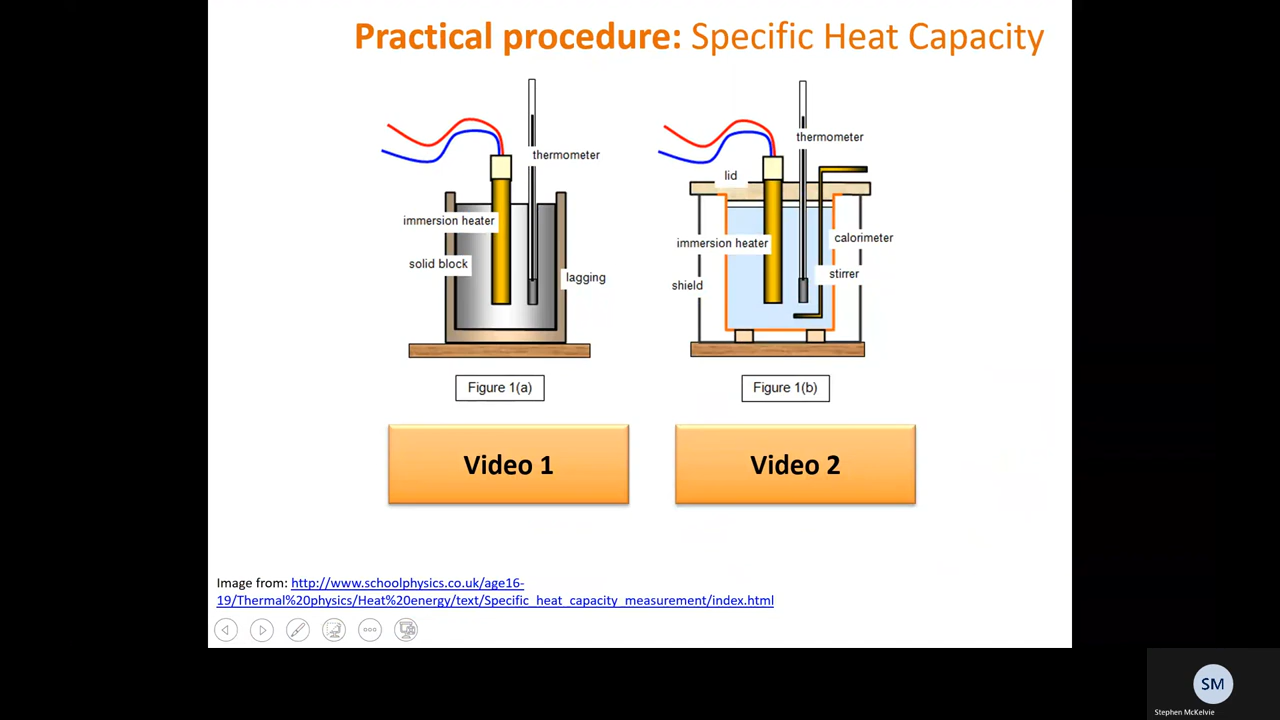 Practical procedure: Specific Heat Capacity
thermometer
immersion heater
solid block
lagging
Figure 1(a)
thermometer
lid
immersion heater
calorimeter
stirrer
shield
Figure 1(b)
Video 1
Video 2
Image from: http://www.schoolphysics.co.uk/age16-
19/Thermal%20physics/Heat%20energy/text/Specific_heat_capacity_measurement/index.html
SM
Stephen McKelvie